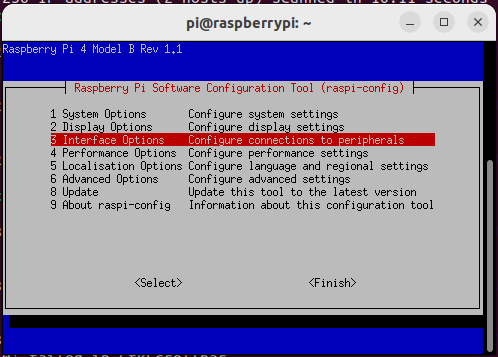 250 IP addresses (2 hosts up) scanned in 10.11 seconds
pi@raspberrypi: ~
Raspberry Pi 4 Model B Rev 1.1
Raspberry Pi Software Configuration Tool (raspi-config)
1 System Options Configure system settings
2 Display Options Configure display settings
3 Interface Options Configure connections to peripherals
4 Performance Options Configure performance settings
5 Localisation Options Configure language and regional settings
6 Advanced Options Configure advanced settings
8 Update Update this tool to the latest version
9 About raspi-config Information about this configuration tool
<Select> <Finish>